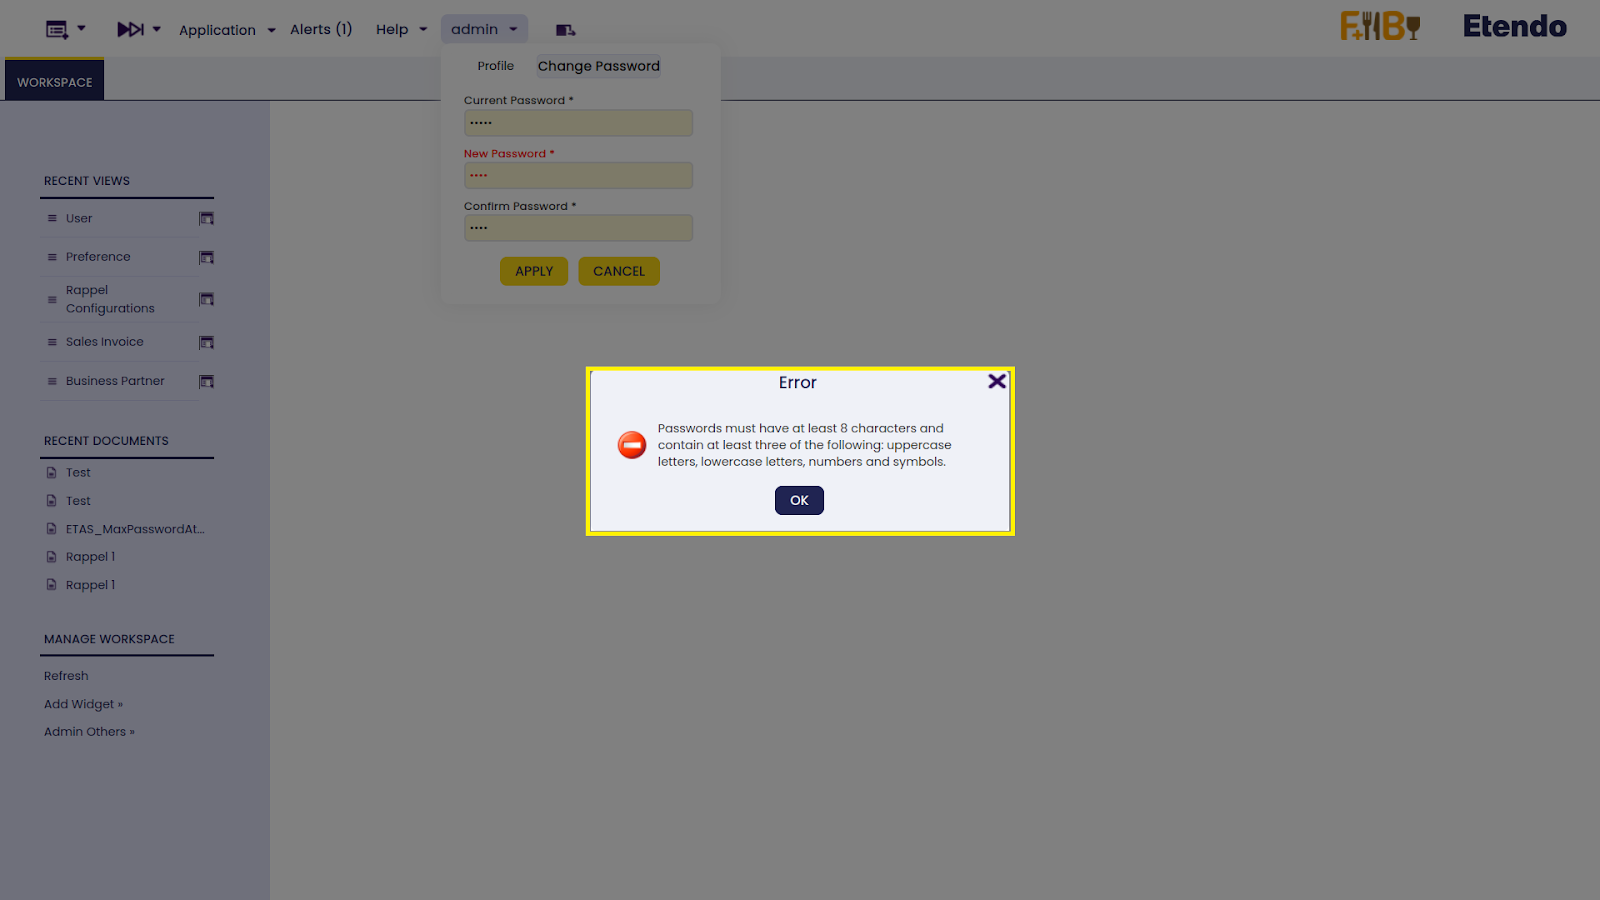 Application
Alerts (1)
Help
admin
F+B
Etendo
WORKSPACE
Profile
Change Password
Current Password *
•••••
New Password *
••••
Confirm Password *
••••
APPLY
CANCEL
RECENT VIEWS
User
Preference
Rappel
Configurations
Sales Invoice
Business Partner
RECENT DOCUMENTS
Test
Test
ETAS_MaxPasswordAt...
Rappel 1
Rappel 1
MANAGE WORKSPACE
Refresh
Add Widget »
Admin Others »
Error
Passwords must have at least 8 characters and
contain at least three of the following: uppercase
letters, lowercase letters, numbers and symbols.
OK